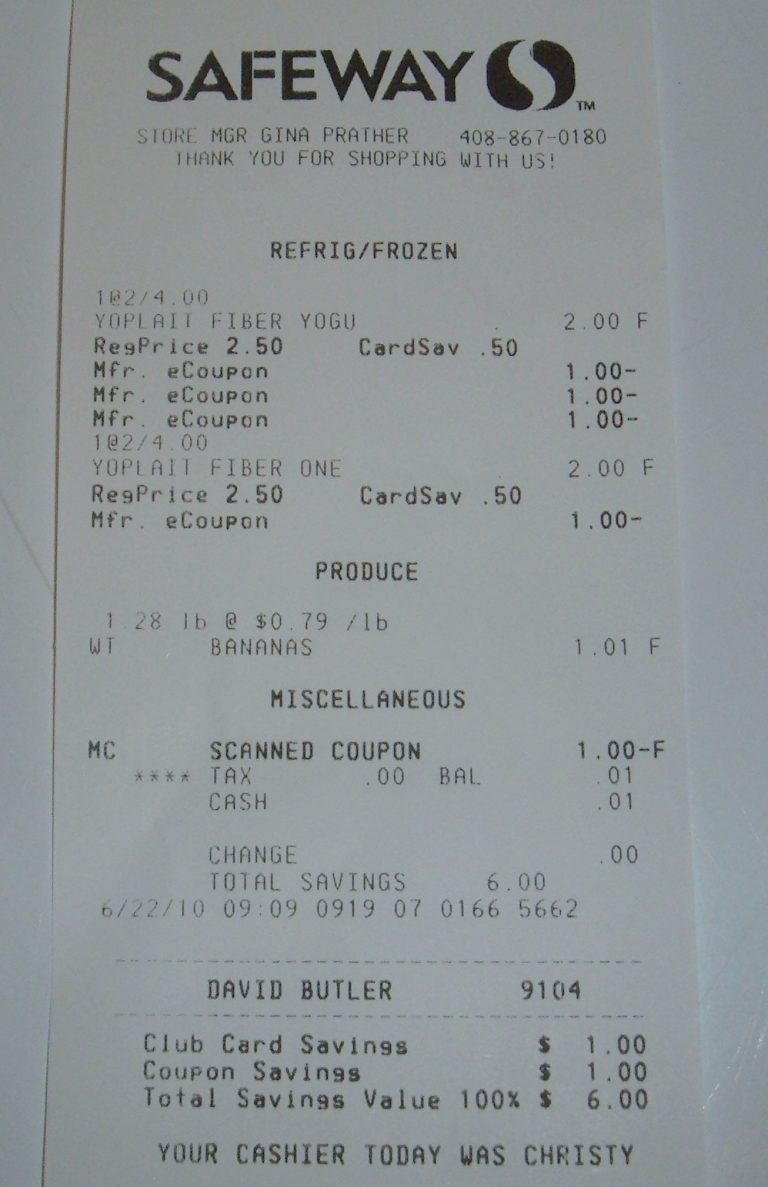 SAFEWAY TM
STORE MGR GINA PRATHER 408-867-0180
THANK YOU FOR SHOPPING WITH US!
REFRIG/FROZEN
1@2/4.00
YOPLAIT FIBER YOGU 2.00 F
RegPrice 2.50 CardSav .50
Mfr. eCoupon 1.00-
Mfr. eCoupon 1.00-
Mfr. eCoupon 1.00-
1@2/4.00
YOPLAIT FIBER ONE 2.00 F
RegPrice 2.50 CardSav .50
Mfr. eCoupon 1.00-
PRODUCE
1.28 lb @ $0.79 /lb
WT BANANAS 1.01 F
MISCELLANEOUS
MC SCANNED COUPON 1.00-F
**** TAX .00 BAL .01
CASH .01
CHANGE .00
TOTAL SAVINGS 6.00
6/22/10 09:09 0919 07 0166 5662
DAVID BUTLER 9104
Club Card Savings $ 1.00
Coupon Savings $ 1.00
Total Savings Value 100% $ 6.00
YOUR CASHIER TODAY WAS CHRISTY